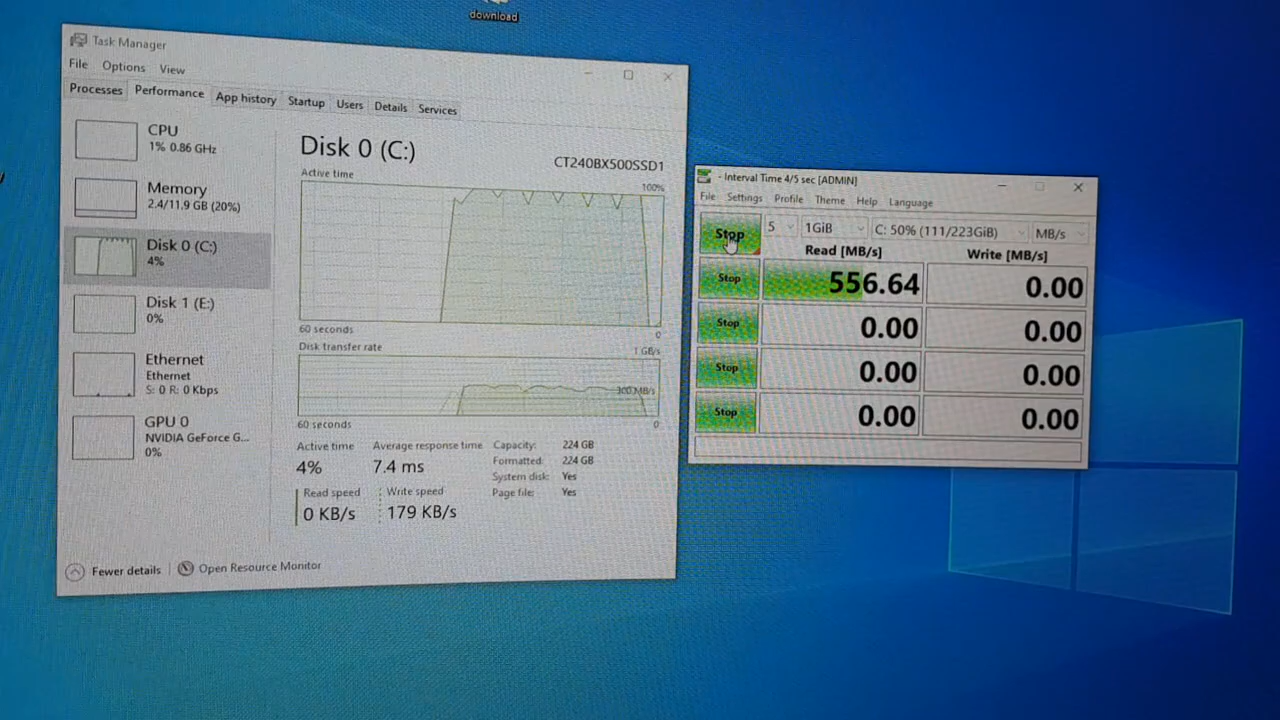 download
Task Manager
File Options View
Processes Performance App history Startup Users Details Services
CPU
1% 0.86 GHz
Memory
2.4/11.9 GB (20%)
Disk 0 (C:)
4%
Disk 1 (E:)
0%
Ethernet
Ethernet
S: 0 R: 0 Kbps
GPU 0
NVIDIA GeForce G...
0%
Disk 0 (C:)
CT240BX500SSD1
Active time
100%
60 seconds
0
Disk transfer rate
1 GB/s
300 MB/s
60 seconds
0
Active time
4%
Average response time
7.4 ms
Read speed
0 KB/s
Write speed
179 KB/s
Capacity: 224 GB
Formatted: 224 GB
System disk: Yes
Page file: Yes
Fewer details Open Resource Monitor
- Interval Time 4/5 sec [ADMIN]
File Settings Profile Theme Help Language
Stop 5 1GiB C: 50% (111/223GiB) MB/s
Read [MB/s] Write [MB/s]
Stop 556.64 0.00
Stop 0.00 0.00
Stop 0.00 0.00
Stop 0.00 0.00